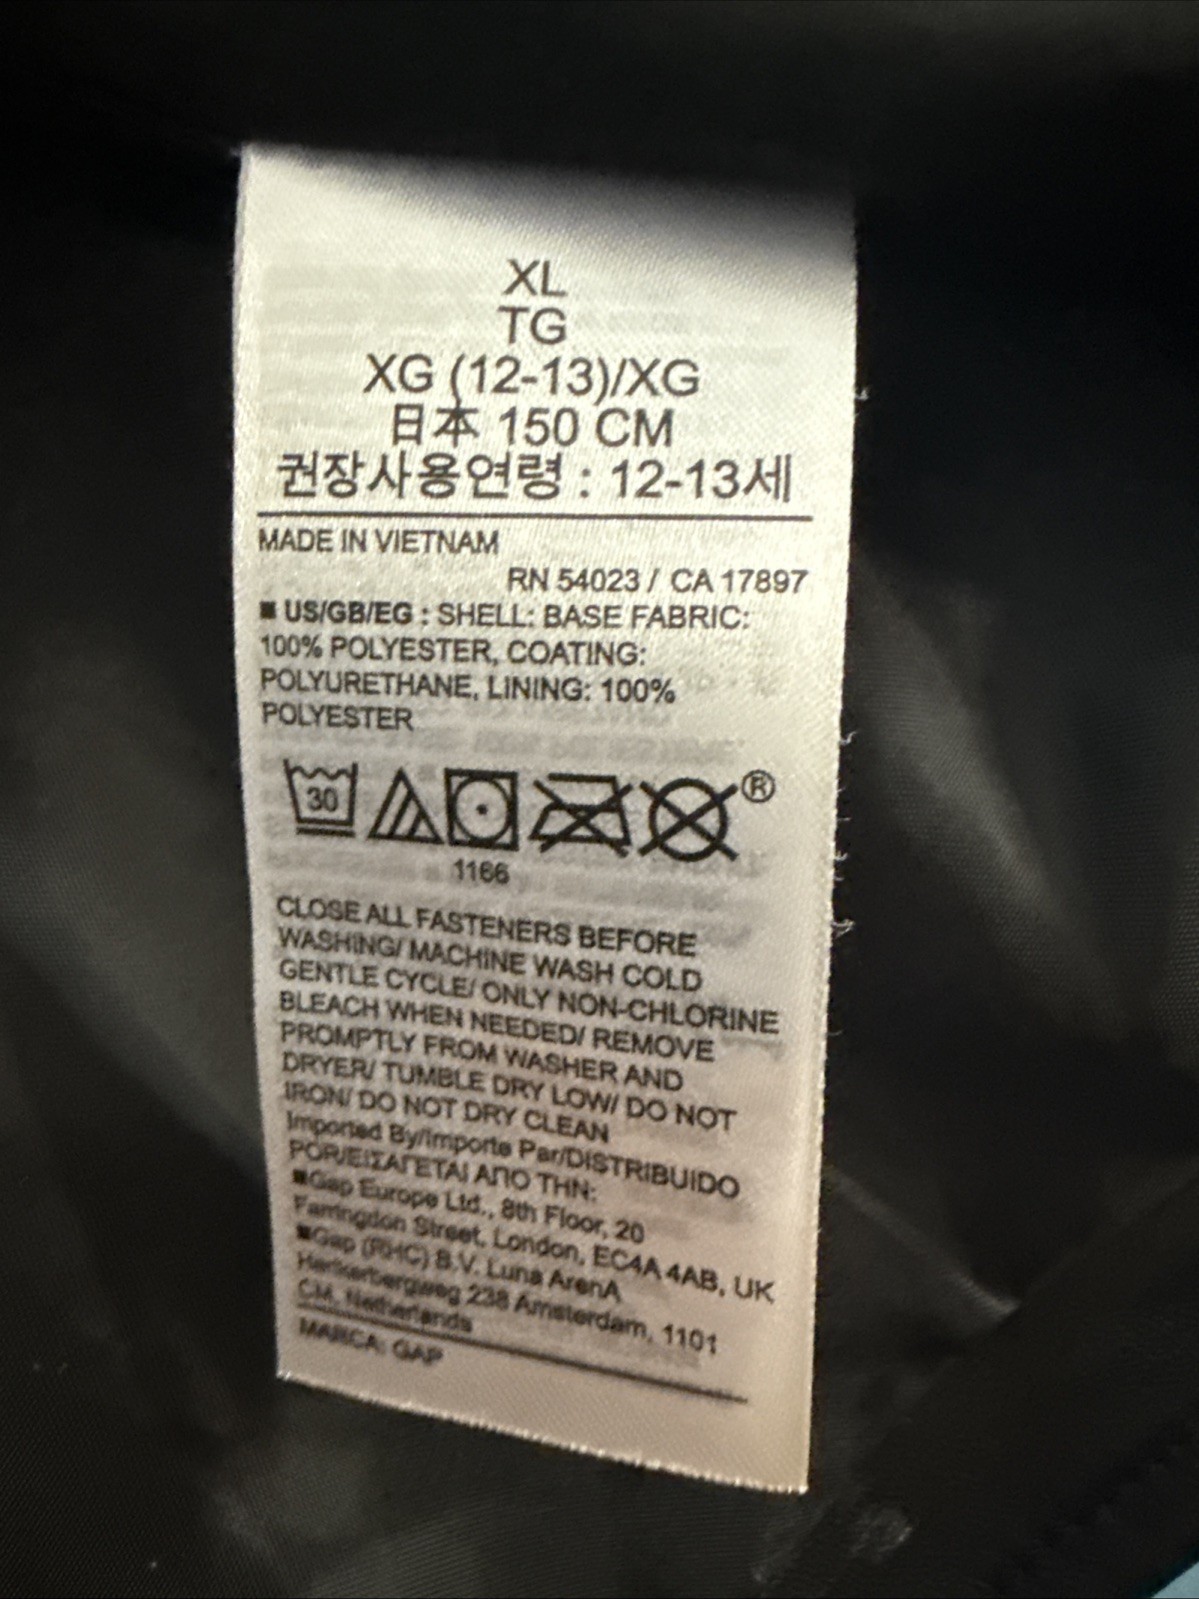 XL
TG
XG (12-13)/XG
日本 150 CM
권장사용연령 : 12-13세
MADE IN VIETNAM
RN 54023 / CA 17897
■ US/GB/EG : SHELL: BASE FABRIC:
100% POLYESTER, COATING:
POLYURETHANE, LINING: 100%
POLYESTER
30
®
1166
CLOSE ALL FASTENERS BEFORE
WASHING/ MACHINE WASH COLD
GENTLE CYCLE/ ONLY NON-CHLORINE
BLEACH WHEN NEEDED/ REMOVE
PROMPTLY FROM WASHER AND
DRYER/ TUMBLE DRY LOW/ DO NOT
IRON/ DO NOT DRY CLEAN
Imported By/Importe Par/DISTRIBUIDO
POR/ΕΙΣΑΓΕΤΑΙ ΑΠΟ ΤΗΝ:
■Gap Europe Ltd., 8th Floor, 20
Farringdon Street, London, EC4A 4AB, UK
■Gap (RHC) B.V. Luna ArenA
Herikerbergweg 238 Amsterdam, 1101
CM, Netherlands
MARCA: GAP